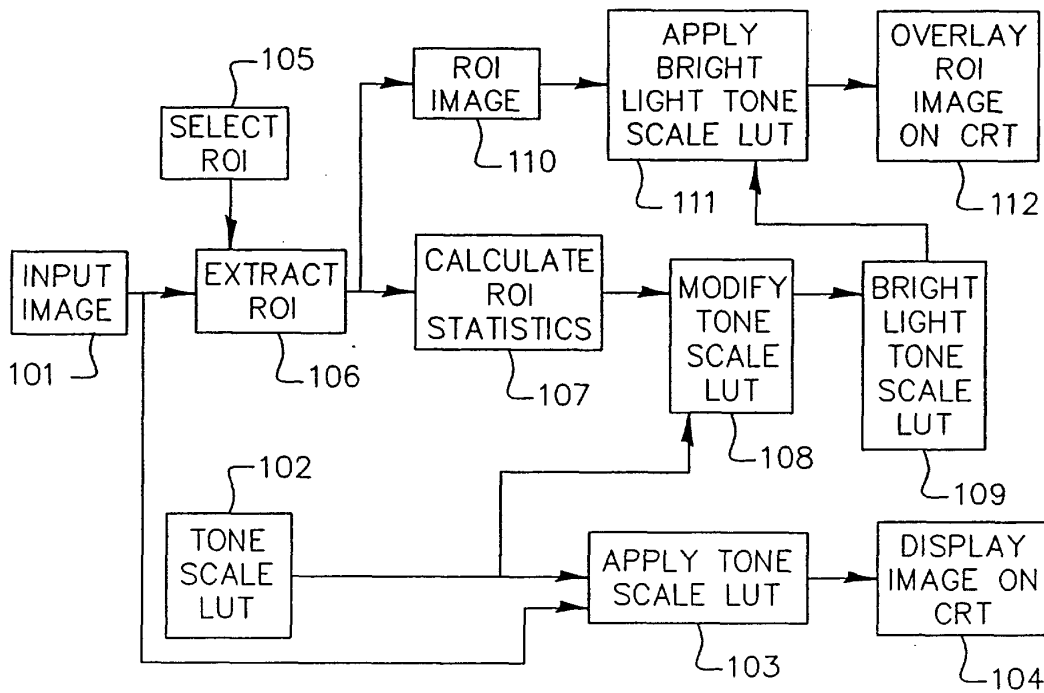 105
SELECT
ROI
ROI
IMAGE
110
APPLY
BRIGHT
LIGHT TONE
SCALE LUT
111
OVERLAY
ROI
IMAGE
ON CRT
112
INPUT
IMAGE
101
EXTRACT
ROI
106
CALCULATE
ROI
STATISTICS
107
MODIFY
TONE
SCALE
LUT
108
BRIGHT
LIGHT
TONE
SCALE
LUT
109
102
TONE
SCALE
LUT
APPLY TONE
SCALE LUT
103
DISPLAY
IMAGE ON
CRT
104